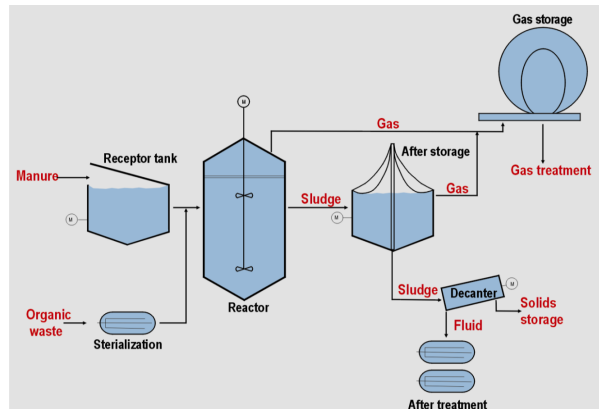 Gas storage
M
Gas
Receptor tank
After storage
Manure
Gas treatment
Gas
Sludge
M
M
Sludge
Decanter
M
Solids
storage
Organic
waste
Reactor
Fluid
Sterialization
After treatment